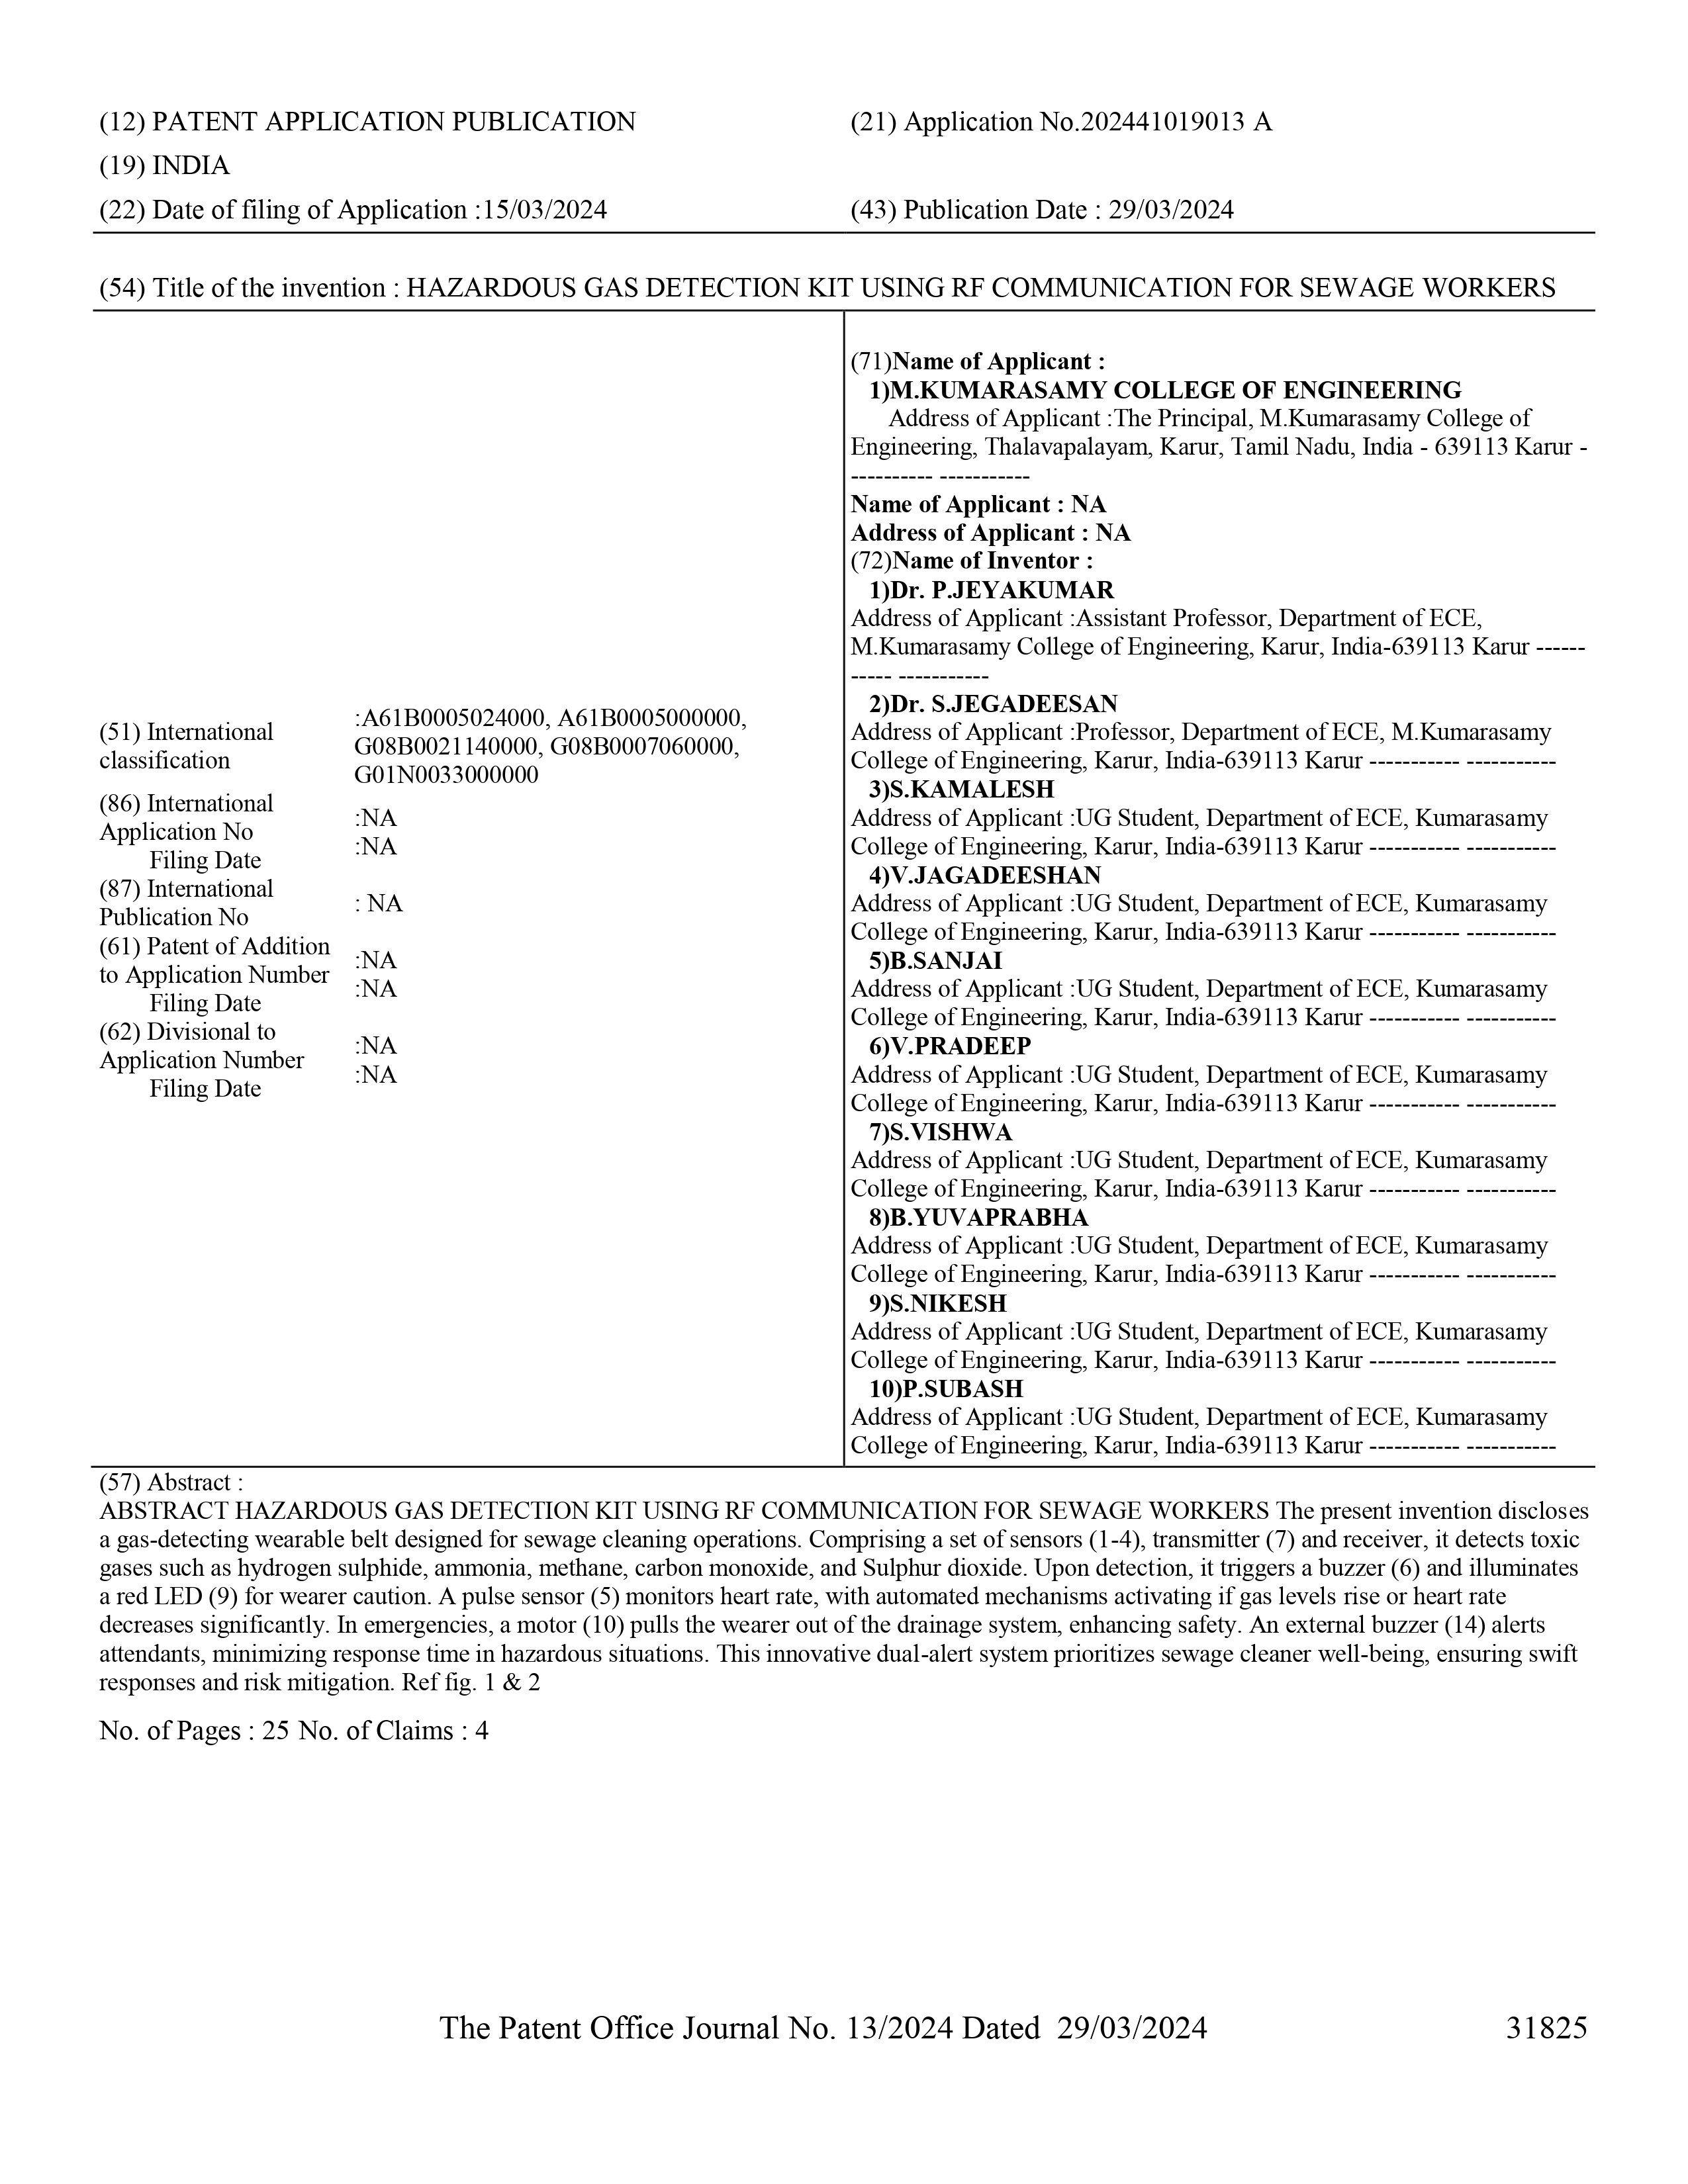 (12) PATENT APPLICATION PUBLICATION
(21) Application No.202441019013 A
(19) INDIA
(22) Date of filing of Application :15/03/2024
(43) Publication Date : 29/03/2024
(54) Title of the invention : HAZARDOUS GAS DETECTION KIT USING RF COMMUNICATION FOR SEWAGE WORKERS
(51) International
classification
:A61B0005024000, A61B0005000000,
G08B0021140000, G08B0007060000,
G01N0033000000
(86) International
Application No
:NA
Filing Date
:NA
(87) International
Publication No
: NA
(61) Patent of Addition
to Application Number
:NA
Filing Date
:NA
(62) Divisional to
Application Number
:NA
Filing Date
:NA
(71)Name of Applicant :
1)M.KUMARASAMY COLLEGE OF ENGINEERING
Address of Applicant :The Principal, M.Kumarasamy College of
Engineering, Thalavapalayam, Karur, Tamil Nadu, India - 639113 Karur -
---------- -----------
Name of Applicant : NA
Address of Applicant : NA
(72)Name of Inventor :
1)Dr. P.JEYAKUMAR
Address of Applicant :Assistant Professor, Department of ECE,
M.Kumarasamy College of Engineering, Karur, India-639113 Karur ------
----- -----------
2)Dr. S.JEGADEESAN
Address of Applicant :Professor, Department of ECE, M.Kumarasamy
College of Engineering, Karur, India-639113 Karur ----------- -----------
3)S.KAMALESH
Address of Applicant :UG Student, Department of ECE, Kumarasamy
College of Engineering, Karur, India-639113 Karur ----------- -----------
4)V.JAGADEESHAN
Address of Applicant :UG Student, Department of ECE, Kumarasamy
College of Engineering, Karur, India-639113 Karur ----------- -----------
5)B.SANJAI
Address of Applicant :UG Student, Department of ECE, Kumarasamy
College of Engineering, Karur, India-639113 Karur ----------- -----------
6)V.PRADEEP
Address of Applicant :UG Student, Department of ECE, Kumarasamy
College of Engineering, Karur, India-639113 Karur ----------- -----------
7)S.VISHWA
Address of Applicant :UG Student, Department of ECE, Kumarasamy
College of Engineering, Karur, India-639113 Karur ----------- -----------
8)B.YUVAPRABHA
Address of Applicant :UG Student, Department of ECE, Kumarasamy
College of Engineering, Karur, India-639113 Karur ----------- -----------
9)S.NIKESH
Address of Applicant :UG Student, Department of ECE, Kumarasamy
College of Engineering, Karur, India-639113 Karur ----------- -----------
10)P.SUBASH
Address of Applicant :UG Student, Department of ECE, Kumarasamy
College of Engineering, Karur, India-639113 Karur ----------- -----------
(57) Abstract :
ABSTRACT HAZARDOUS GAS DETECTION KIT USING RF COMMUNICATION FOR SEWAGE WORKERS The present invention discloses
a gas-detecting wearable belt designed for sewage cleaning operations. Comprising a set of sensors (1-4), transmitter (7) and receiver, it detects toxic
gases such as hydrogen sulphide, ammonia, methane, carbon monoxide, and Sulphur dioxide. Upon detection, it triggers a buzzer (6) and illuminates
a red LED (9) for wearer caution. A pulse sensor (5) monitors heart rate, with automated mechanisms activating if gas levels rise or heart rate
decreases significantly. In emergencies, a motor (10) pulls the wearer out of the drainage system, enhancing safety. An external buzzer (14) alerts
attendants, minimizing response time in hazardous situations. This innovative dual-alert system prioritizes sewage cleaner well-being, ensuring swift
responses and risk mitigation. Ref fig. 1 & 2
No. of Pages : 25 No. of Claims : 4
The Patent Office Journal No. 13/2024 Dated 29/03/2024
31825